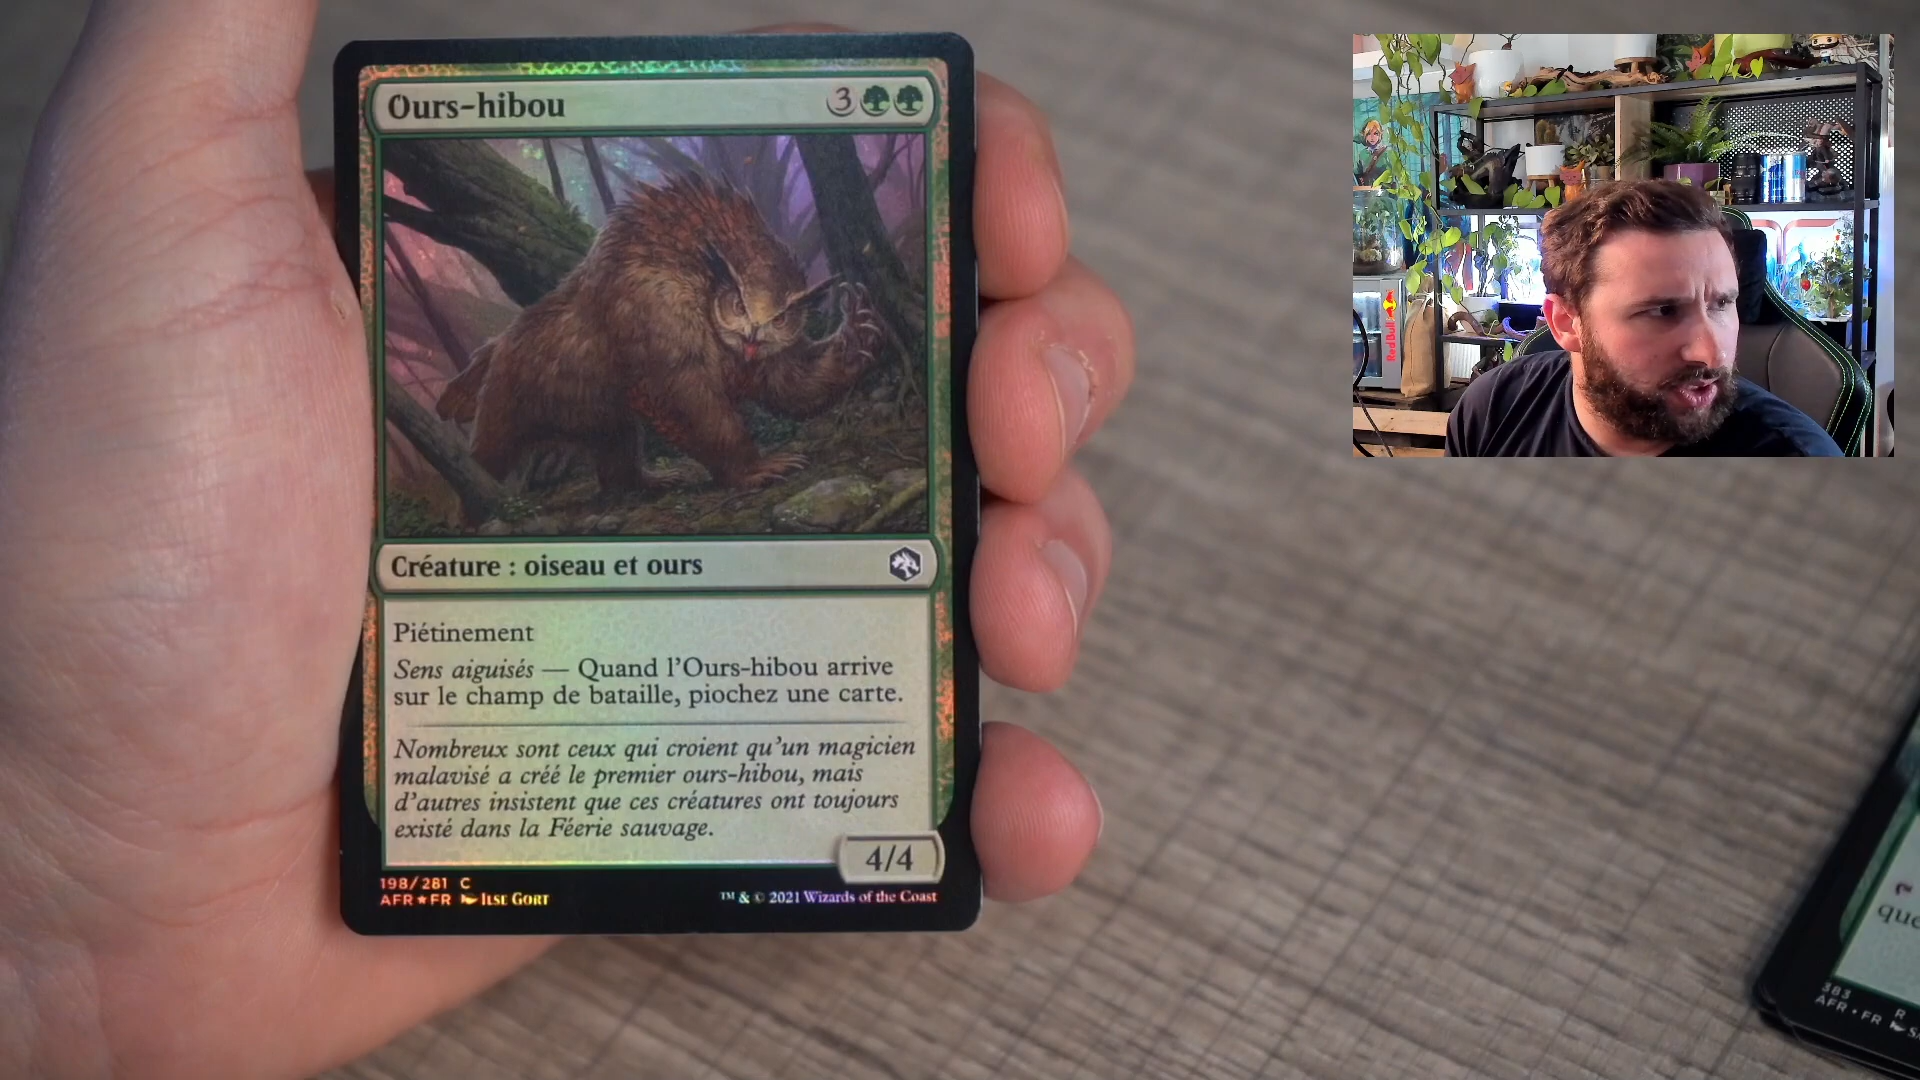 Ours-hibou
3
Créature : oiseau et ours
Piétinement
Sens aiguisés — Quand l'Ours-hibou arrive
sur le champ de bataille, piochez une carte.
Nombreux sont ceux qui croient qu'un magicien
malavisé a créé le premier ours-hibou, mais
d'autres insistent que ces créatures ont toujours
existé dans la Féerie sauvage.
4/4
198/281 C
AFR★FR ILSE GORT
™ & © 2021 Wizards of the Coast
RedBull
que
383 R
AFR • FR